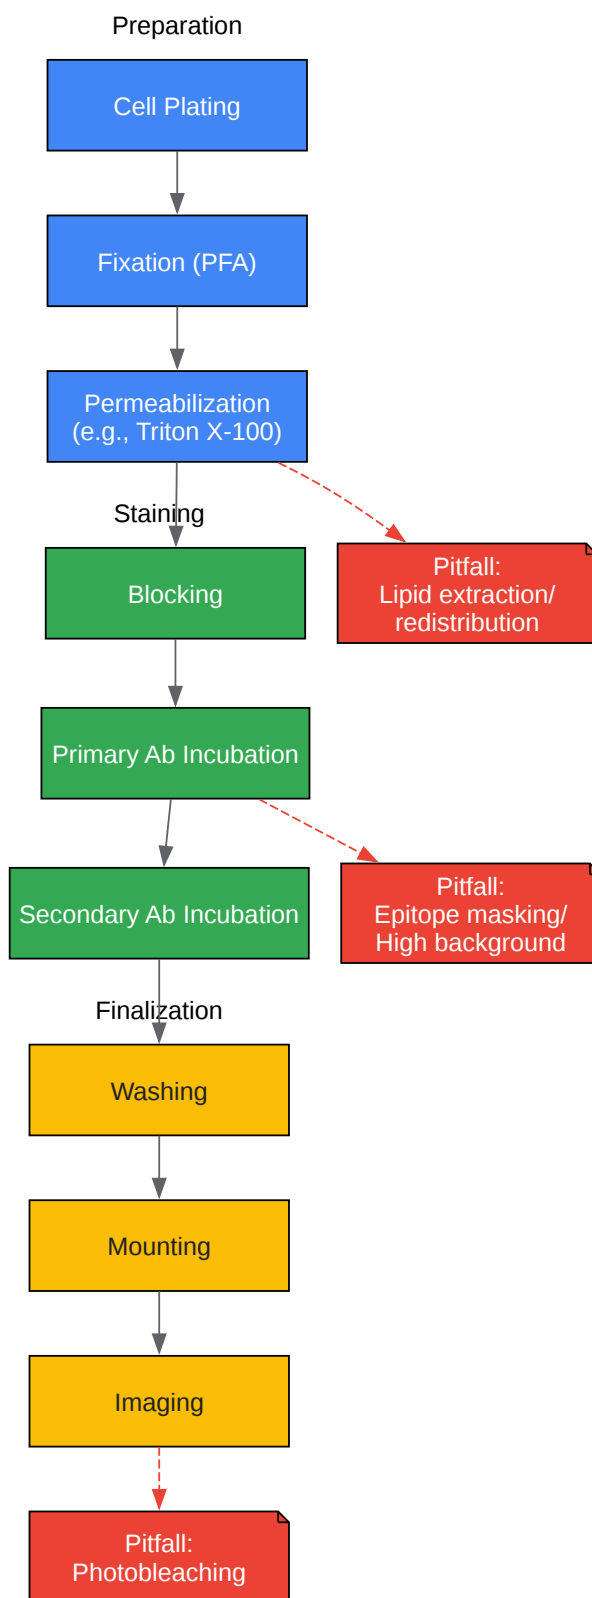 Preparation
Cell Plating
Fixation (PFA)
Permeabilization
(e.g., Triton X-100)
Staining
Blocking
Pitfall:
Lipid extraction/
redistribution
Primary Ab Incubation
Secondary Ab Incubation
Pitfall:
Epitope masking/
High background
Finalization
Washing
Mounting
Imaging
Pitfall:
Photobleaching